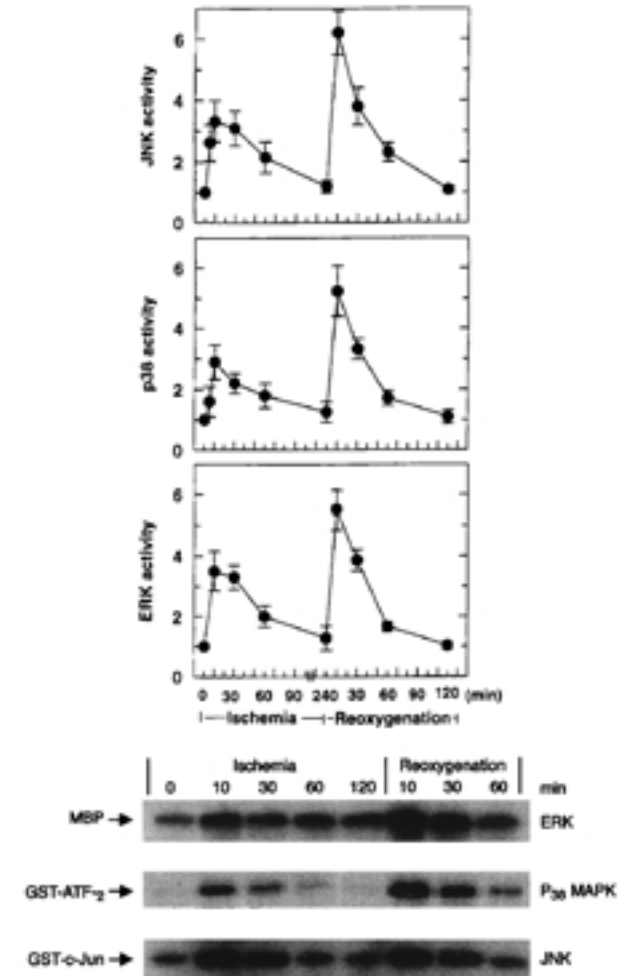 6
4
2
0
JNK activity
6
4
2
0
p38 activity
6
4
2
0
ERK activity
0 30 60 90 240 30 60 90 120 (min)
Ischemia Reoxygenation
Ischemia Reoxygenation
0 10 30 60 120 10 30 60 min
MBP → ERK
GST-ATF-2 → P38 MAPK
GST-c-Jun → JNK